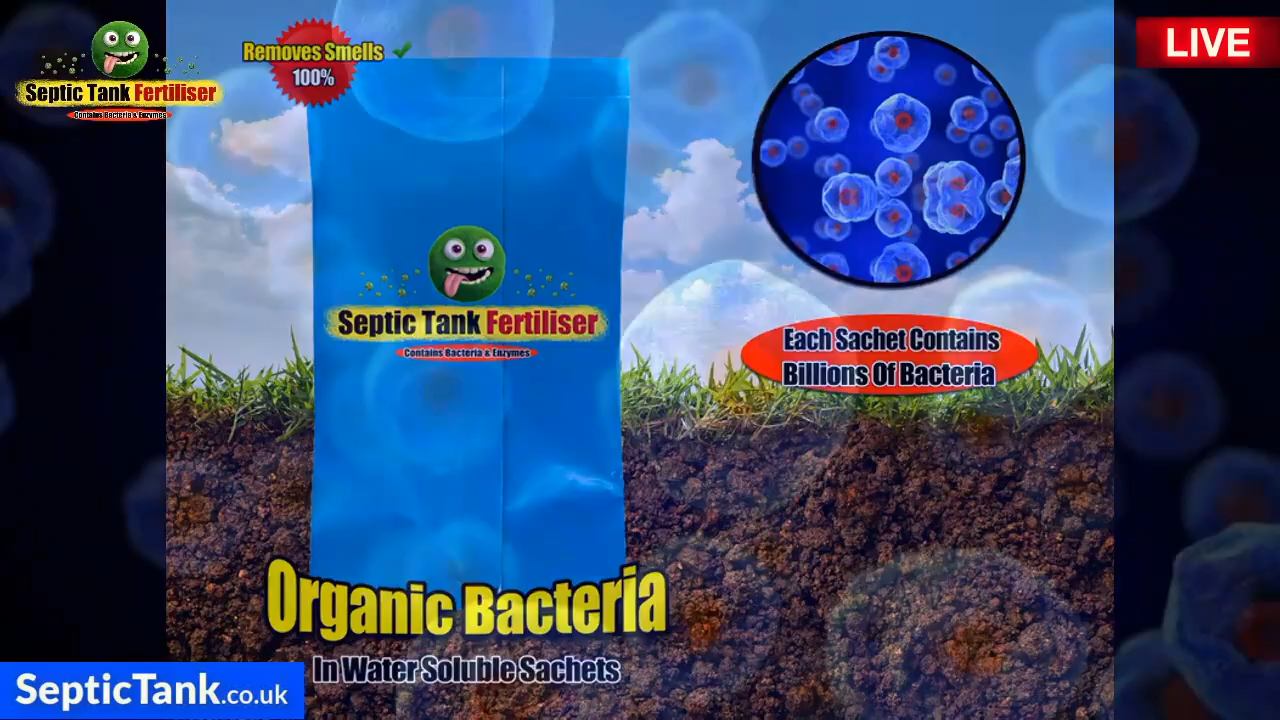 Septic Tank Fertiliser
Contains Bacteria & Enzymes
Removes Smells
100%
LIVE
Septic Tank Fertiliser
Contains Bacteria & Enzymes
Each Sachet Contains
Billions Of Bacteria
Organic Bacteria
In Water Soluble Sachets
SepticTank.co.uk